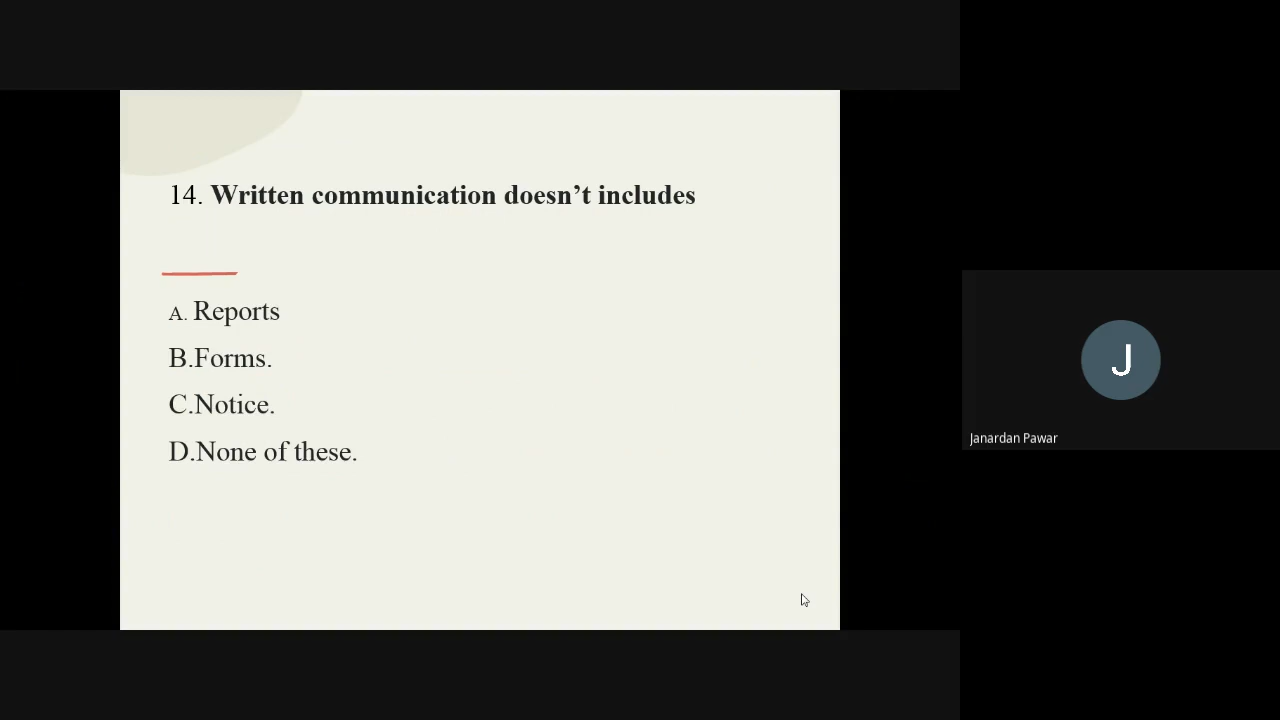 14. Written communication doesn’t includes
A. Reports
B.Forms.
C.Notice.
D.None of these.
J
Janardan Pawar